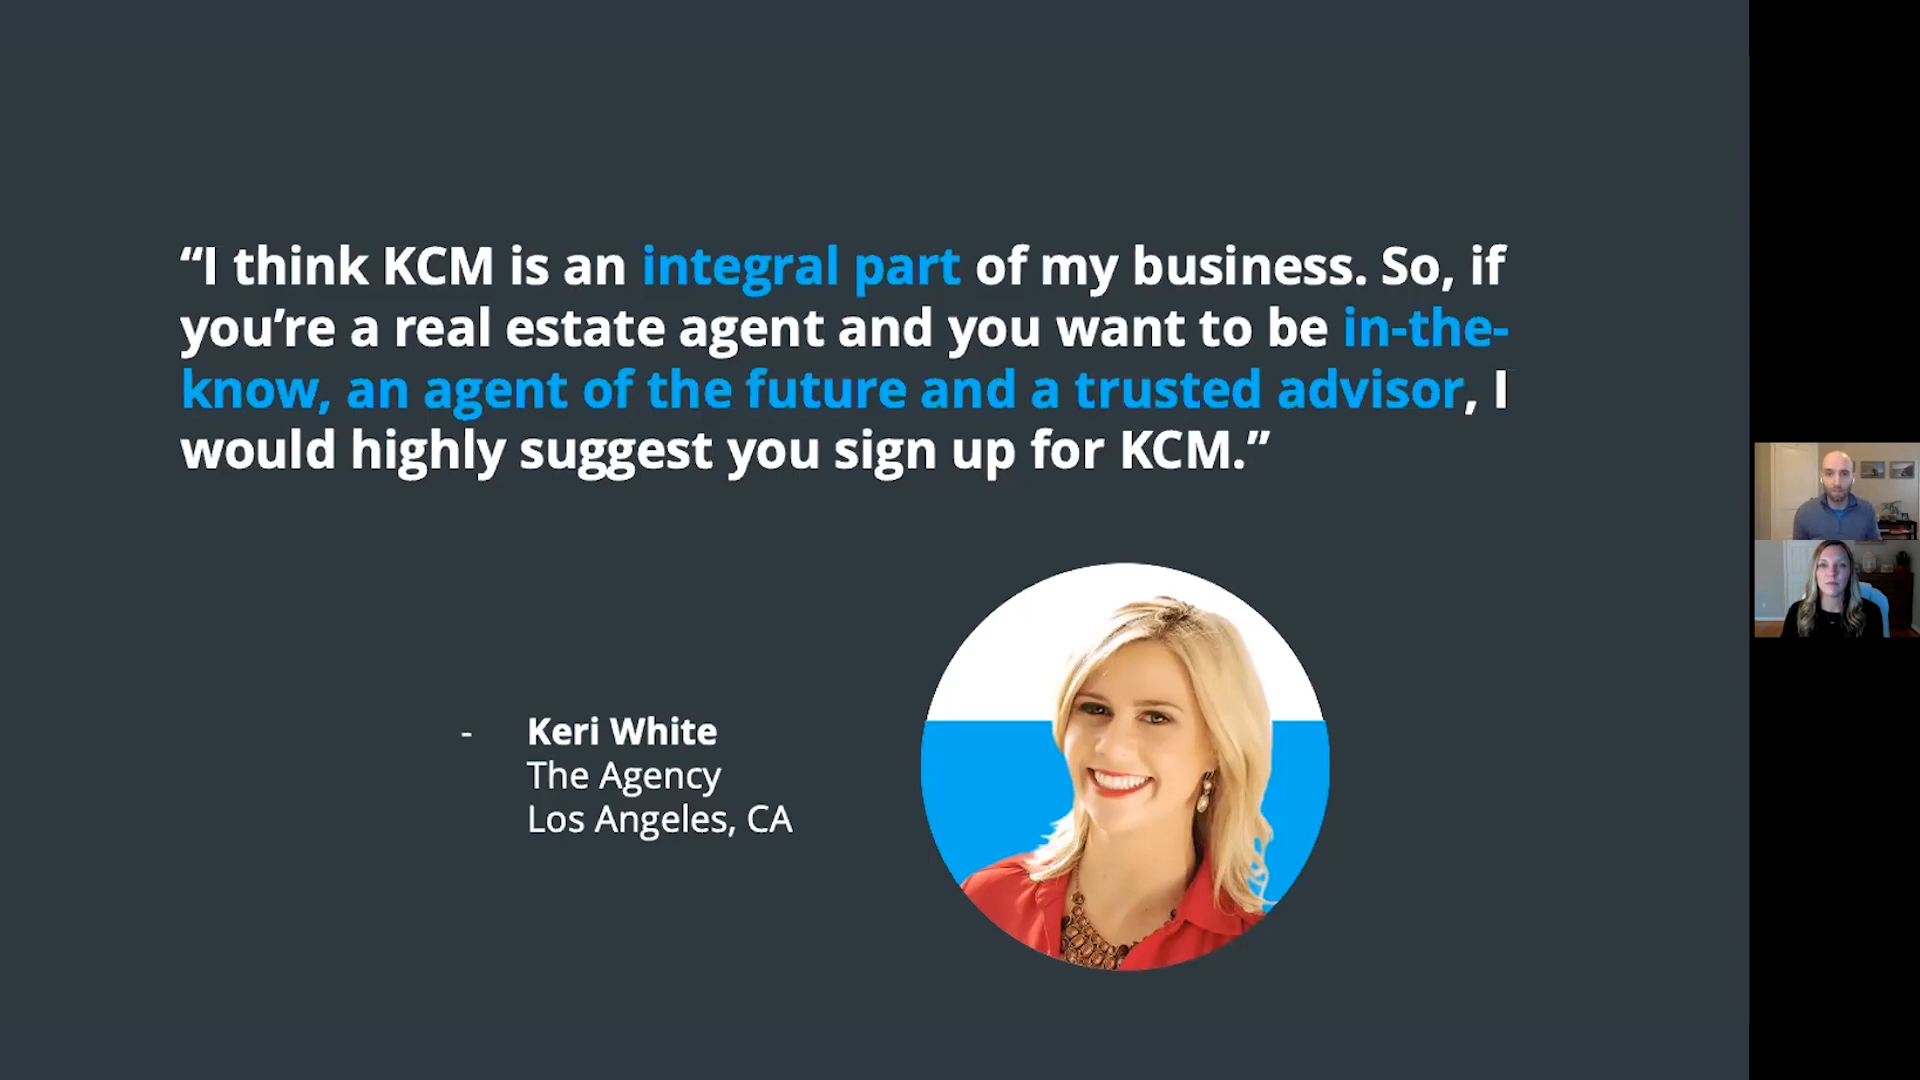 “I think KCM is an integral part of my business. So, if
you’re a real estate agent and you want to be in-the-
know, an agent of the future and a trusted advisor, I
would highly suggest you sign up for KCM.”
- Keri White
The Agency
Los Angeles, CA